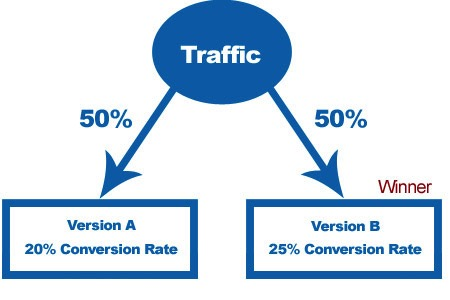 Traffic
50%
50%
Winner
Version A
20% Conversion Rate
Version B
25% Conversion Rate